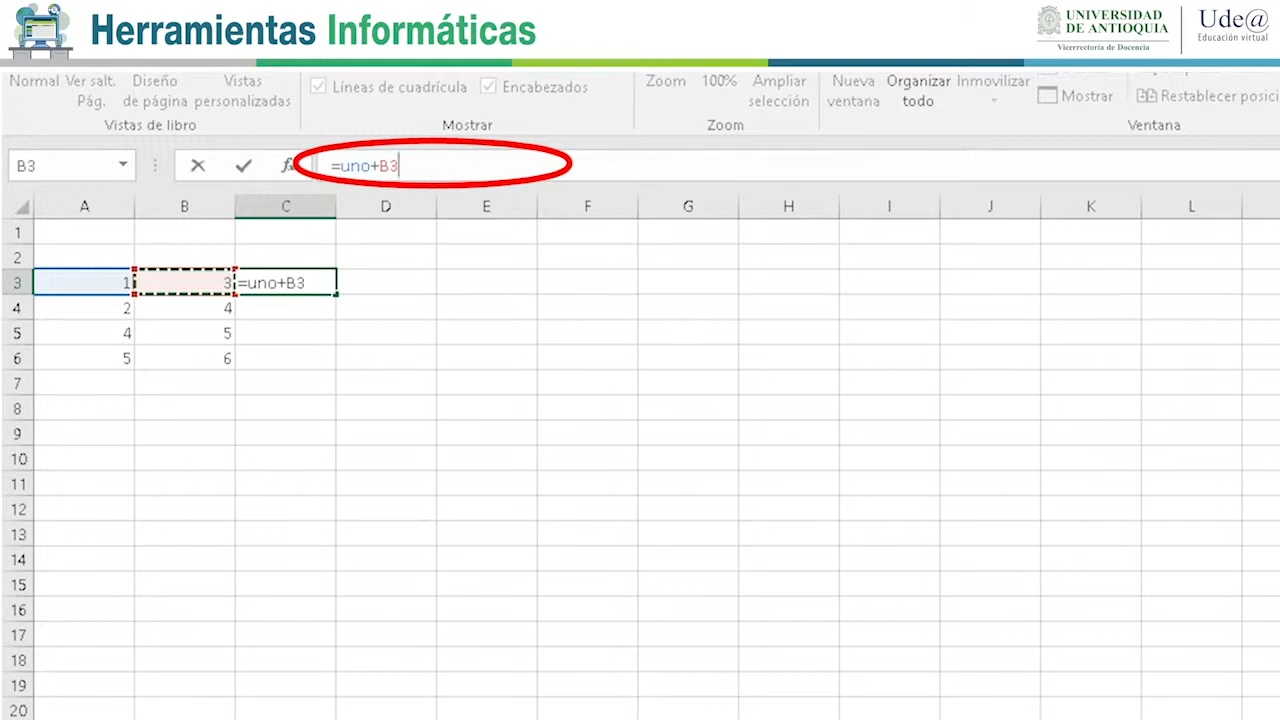 Herramientas Informáticas
UNIVERSIDAD
DE ANTIOQUIA
Vicerrectoría de Docencia
Ude@
Educación virtual
Normal Ver salt. Diseño Vistas
Pág. de página personalizadas
Vistas de libro
Líneas de cuadrícula Encabezados
Mostrar
Zoom 100% Ampliar
selección
Zoom
Nueva Organizar Inmovilizar
ventana todo
Mostrar Restablecer posici
Ventana
B3 =uno+B3
A B C D E F G H I J K L
1
2
3 1 3 =uno+B3
4 2 4
5 4 5
6 5 6
7
8
9
10
11
12
13
14
15
16
17
18
19
20